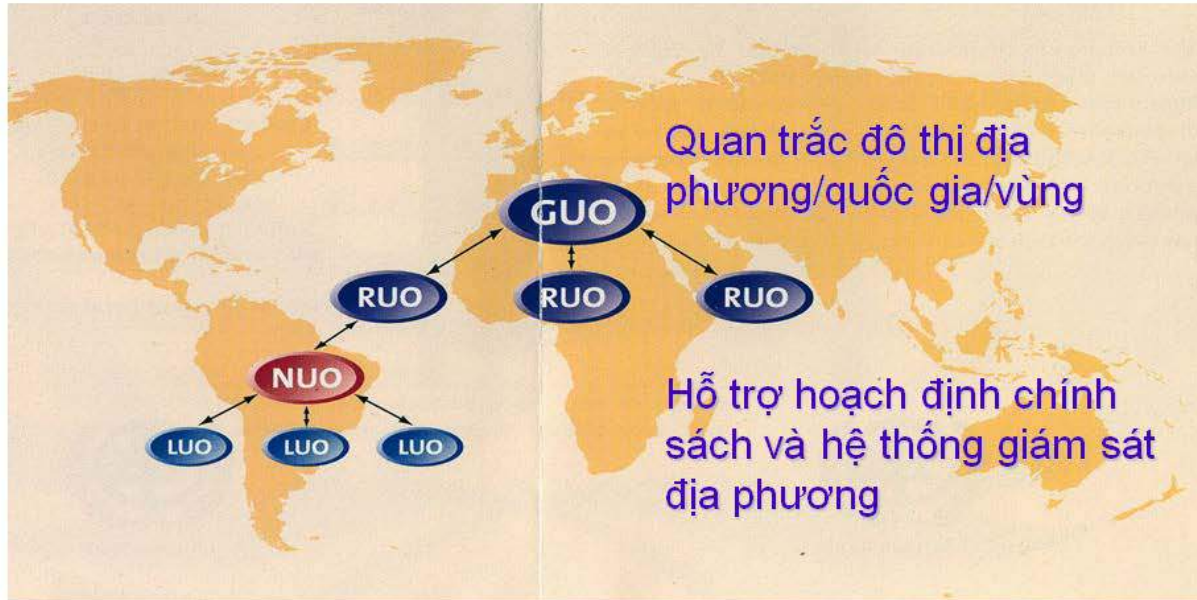 Quan trắc đô thị địa
phương/quốc gia/vùng
GUO
RUO RUO RUO
NUO
Hỗ trợ hoạch định chính
sách và hệ thống giám sát
địa phương
LUO LUO LUO